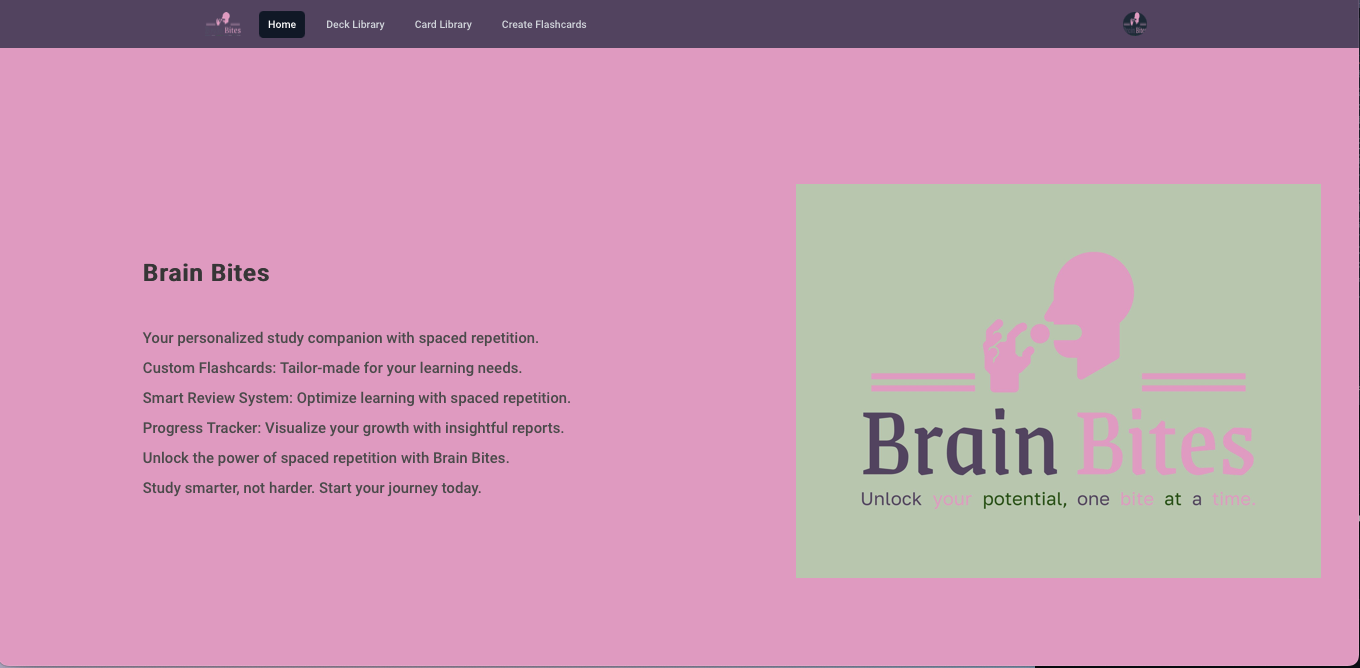 Bites
Home
Deck Library
Card Library
Create Flashcards
Brain Bites
Your personalized study companion with spaced repetition.
Custom Flashcards: Tailor-made for your learning needs.
Smart Review System: Optimize learning with spaced repetition.
Progress Tracker: Visualize your growth with insightful reports.
Unlock the power of spaced repetition with Brain Bites.
Study smarter, not harder. Start your journey today.
Brain Bites
Unlock your potential, one bite at a time.